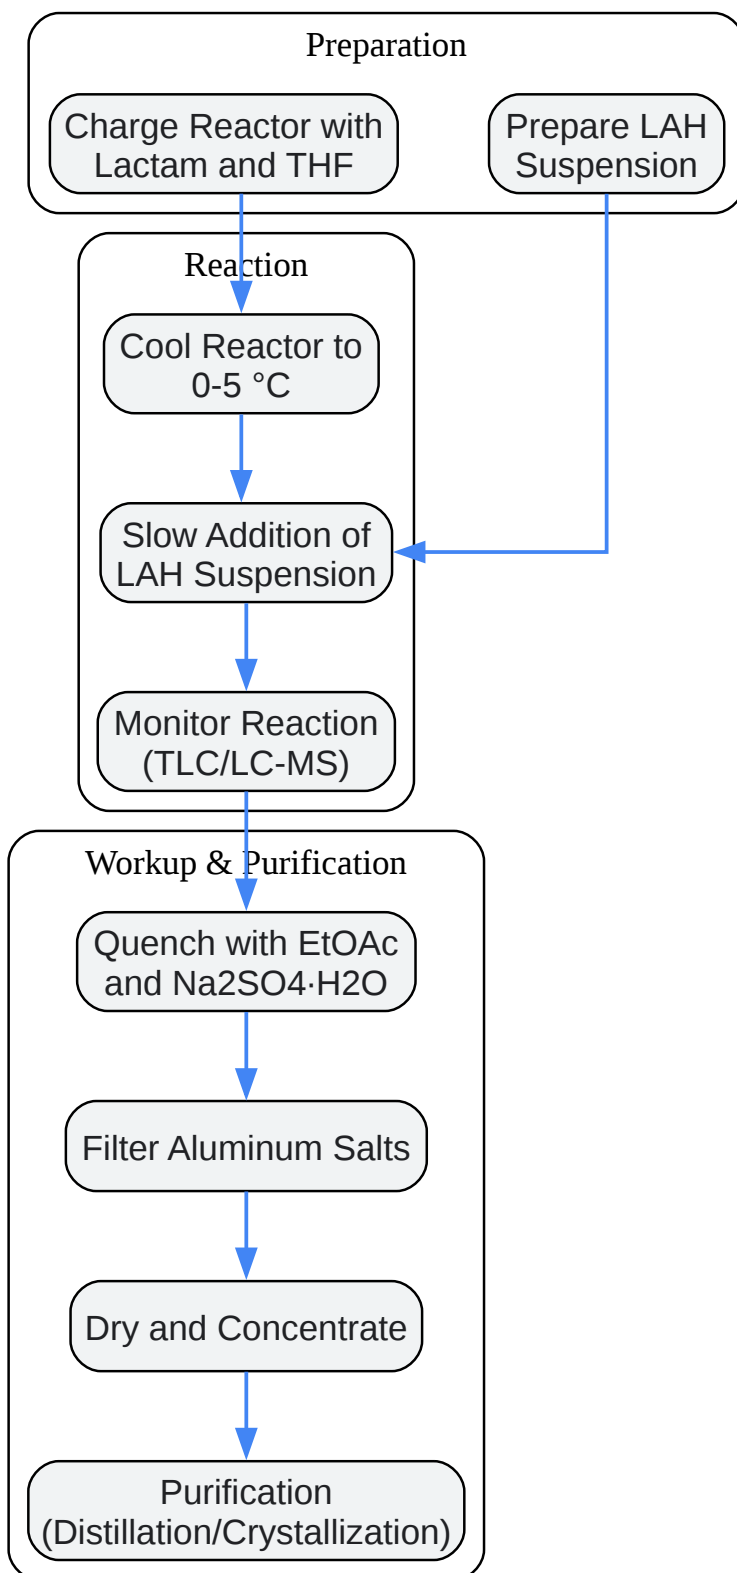 Preparation
Charge Reactor with
Lactam and THF
Prepare LAH
Suspension
Reaction
Cool Reactor to
0-5 °C
Slow Addition of
LAH Suspension
Monitor Reaction
(TLC/LC-MS)
Workup & Purification
Quench with EtOAc
and Na2SO4·H2O
Filter Aluminum Salts
Dry and Concentrate
Purification
(Distillation/Crystallization)